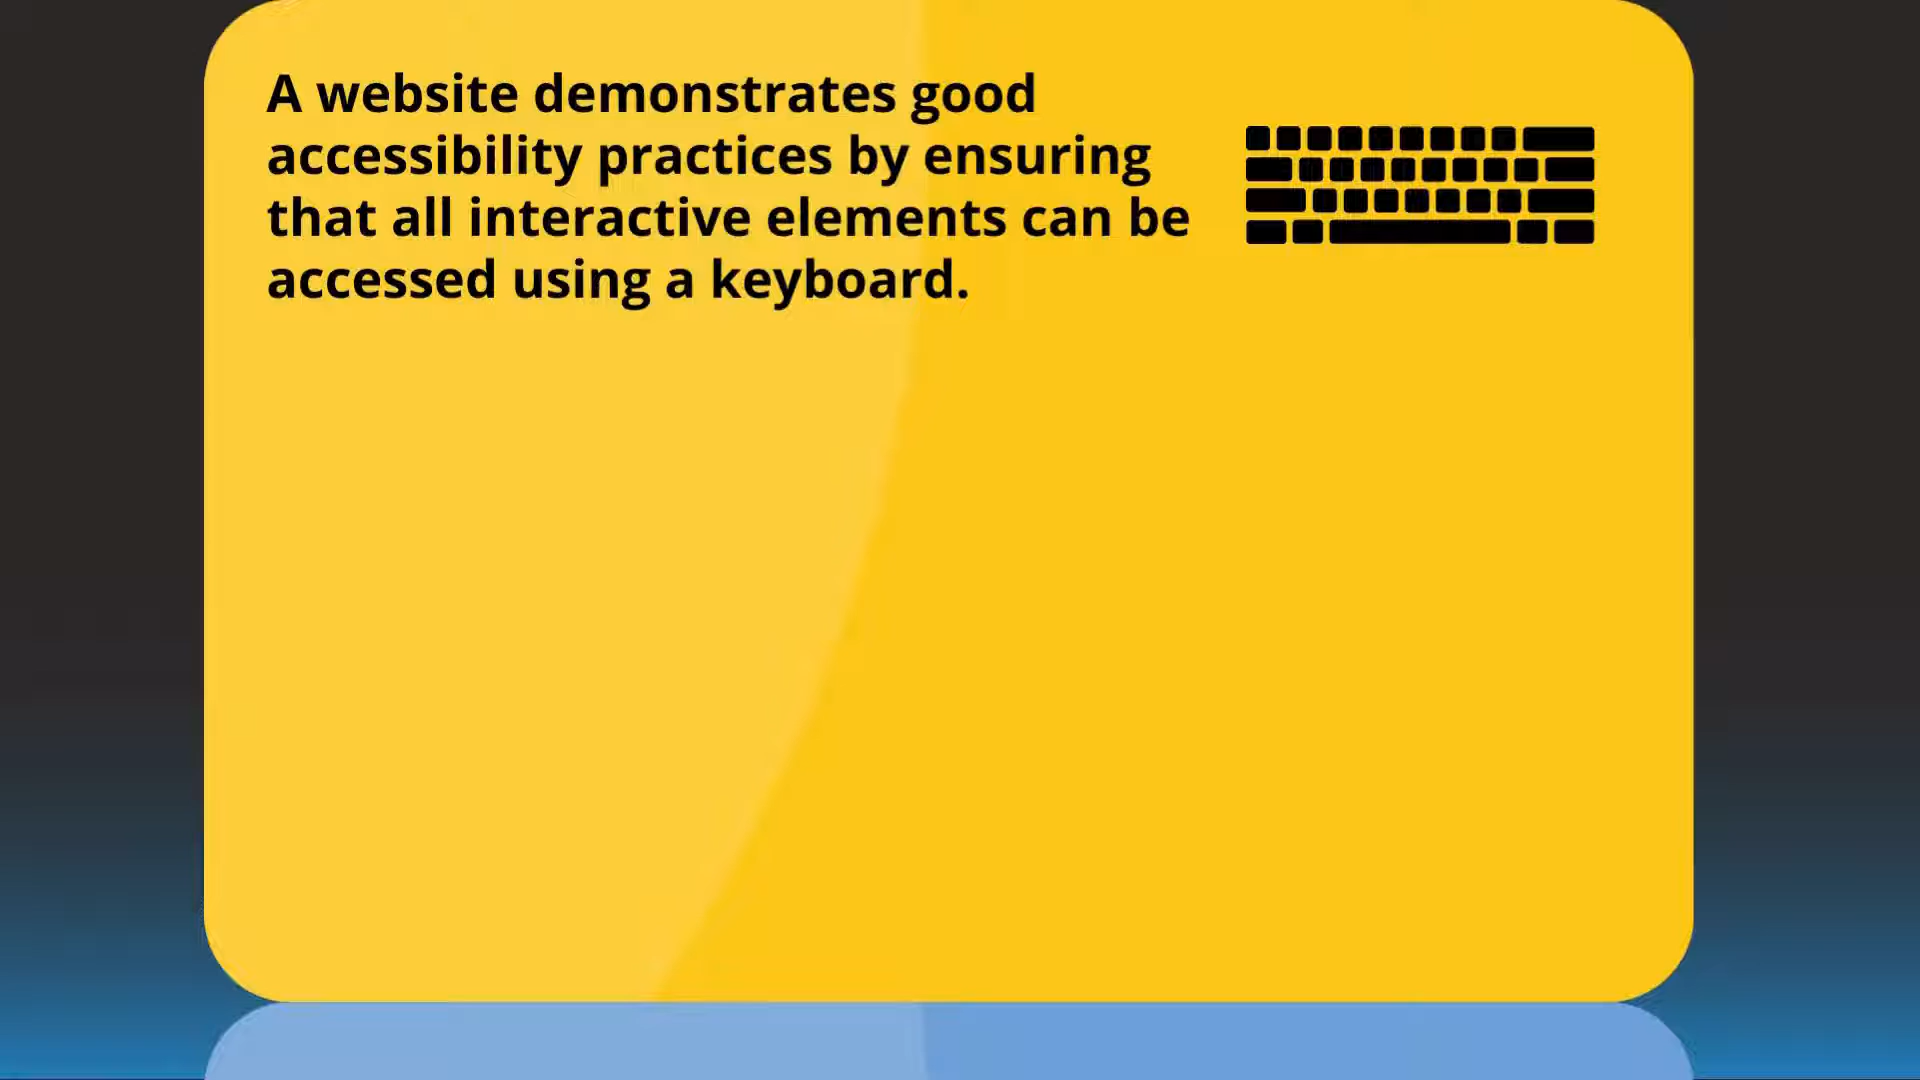 A website demonstrates good
accessibility practices by ensuring
that all interactive elements can be
accessed using a keyboard.